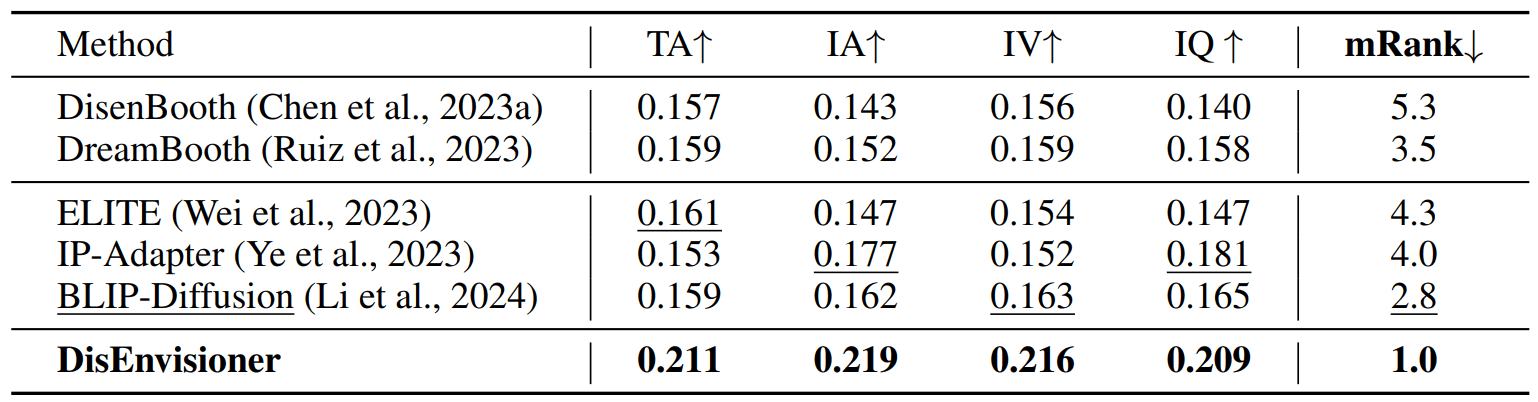 Method TA↑ IA↑ IV↑ IQ ↑ mRank↓
DisenBooth (Chen et al., 2023a) 0.157 0.143 0.156 0.140 5.3
DreamBooth (Ruiz et al., 2023) 0.159 0.152 0.159 0.158 3.5
ELITE (Wei et al., 2023) 0.161 0.147 0.154 0.147 4.3
IP-Adapter (Ye et al., 2023) 0.153 0.177 0.152 0.181 4.0
BLIP-Diffusion (Li et al., 2024) 0.159 0.162 0.163 0.165 2.8
DisEnvisioner 0.211 0.219 0.216 0.209 1.0